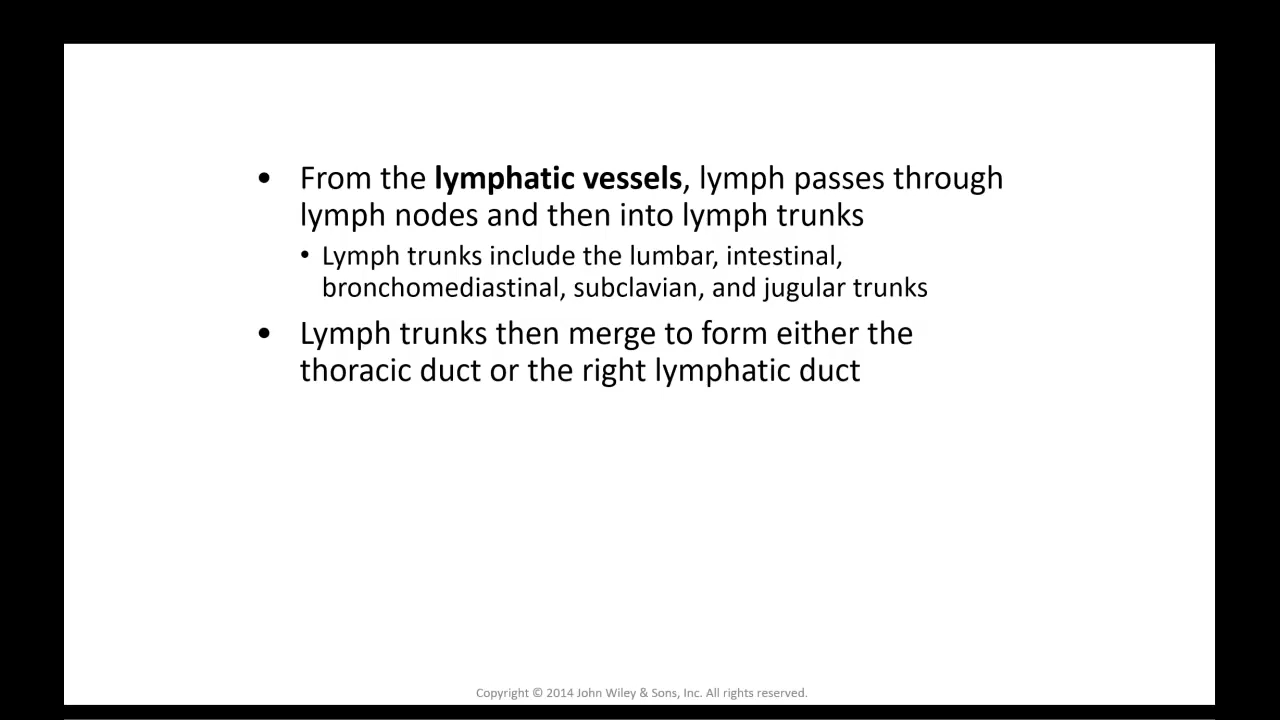 • From the lymphatic vessels, lymph passes through
lymph nodes and then into lymph trunks
• Lymph trunks include the lumbar, intestinal,
bronchomediastinal, subclavian, and jugular trunks
• Lymph trunks then merge to form either the
thoracic duct or the right lymphatic duct
Copyright © 2014 John Wiley & Sons, Inc. All rights reserved.